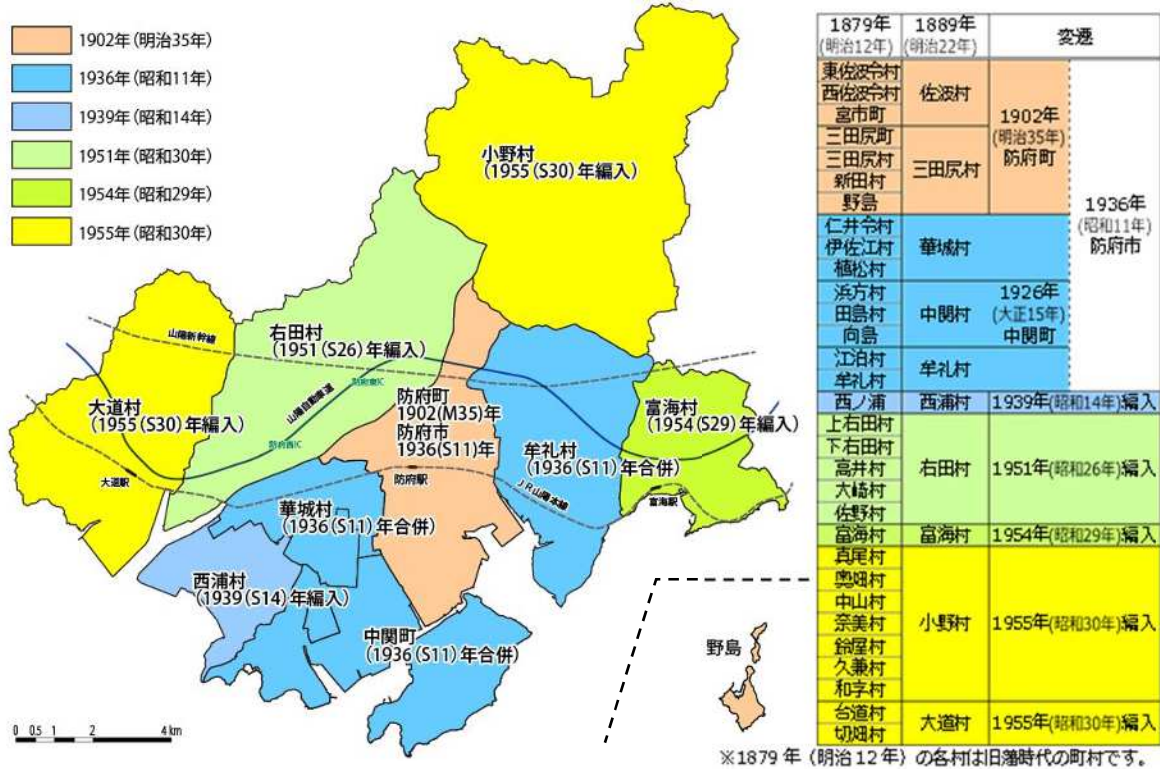 1902年(明治35年)
1936年(昭和11年)
1939年(昭和14年)
1951年(昭和30年)
1954年(昭和29年)
1955年(昭和30年)
小野村
(1955(S30)年編入)
右田村
(1951(S26)年編入)
山陽新幹線
山陽自動車道
防府東IC
防府西IC
大道村
(1955(S30)年編入)
大道駅
防府町
1902(M35)年
防府市
1936(S11)年
防府駅
牟礼村
(1936(S11)年合併)
JR山陽本線
富海村
(1954(S29)年編入)
富海駅
華城村
(1936(S11)年合併)
西浦村
(1939(S14)年編入)
中関町
(1936(S11)年合併)
野島
0 0.5 1 2 4km
1879年 1889年 変遷
(明治12年) (明治22年)
東佐波令村
西佐波令村
宮市町
佐波村
三田尻町
三田尻村
新田村
野島
三田尻村
1902年
(明治35年)
防府町
仁井令村
伊佐江村
植松村
華城村
浜方村
田島村
向島
中関村
1926年
(大正15年)
中関町
江泊村
牟礼村
牟礼村
1936年
(昭和11年)
防府市
西ノ浦 西浦村 1939年(昭和14年)編入
上右田村
下右田村
高井村
大崎村
佐野村
右田村 1951年(昭和26年)編入
富海村 富海村 1954年(昭和29年)編入
真尾村
奥畑村
中山村
奈美村
鈴屋村
久兼村
和字村
小野村 1955年(昭和30年)編入
台道村
切畑村
大道村 1955年(昭和30年)編入
※1879年(明治12年)の各村は旧藩時代の町村です。